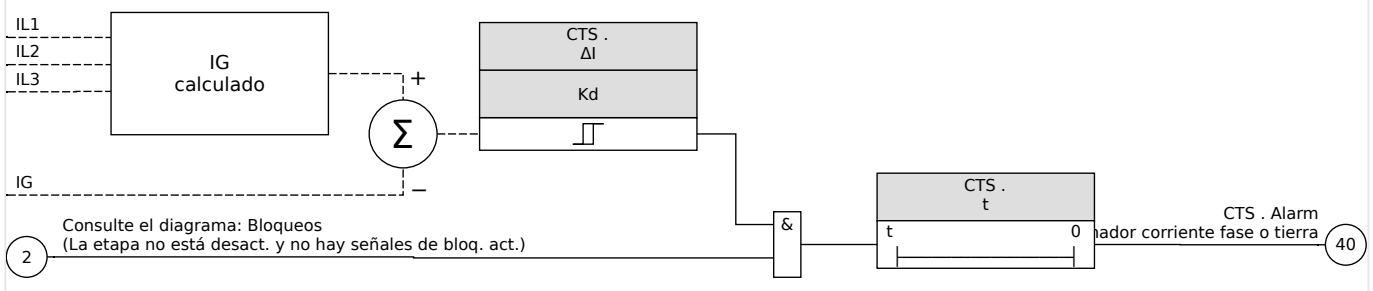 IL1
IL2
IL3
IG
calculado
+
Σ
−
IG
CTS .
ΔI
Kd
Consulte el diagrama: Bloqueos
(La etapa no está desact. y no hay señales de bloq. act.)
2
&
CTS .
t
t 0
CTS . Alarm
corriente fase o tierra
40